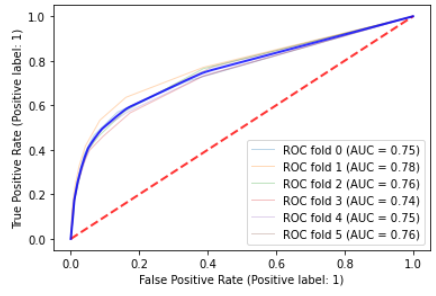 1.0
0.8
0.6
0.4
0.2
0.0
True Positive Rate (Positive label: 1)
ROC fold 0 (AUC = 0.75)
ROC fold 1 (AUC = 0.78)
ROC fold 2 (AUC = 0.76)
ROC fold 3 (AUC = 0.74)
ROC fold 4 (AUC = 0.75)
ROC fold 5 (AUC = 0.76)
0.0 0.2 0.4 0.6 0.8 1.0
False Positive Rate (Positive label: 1)